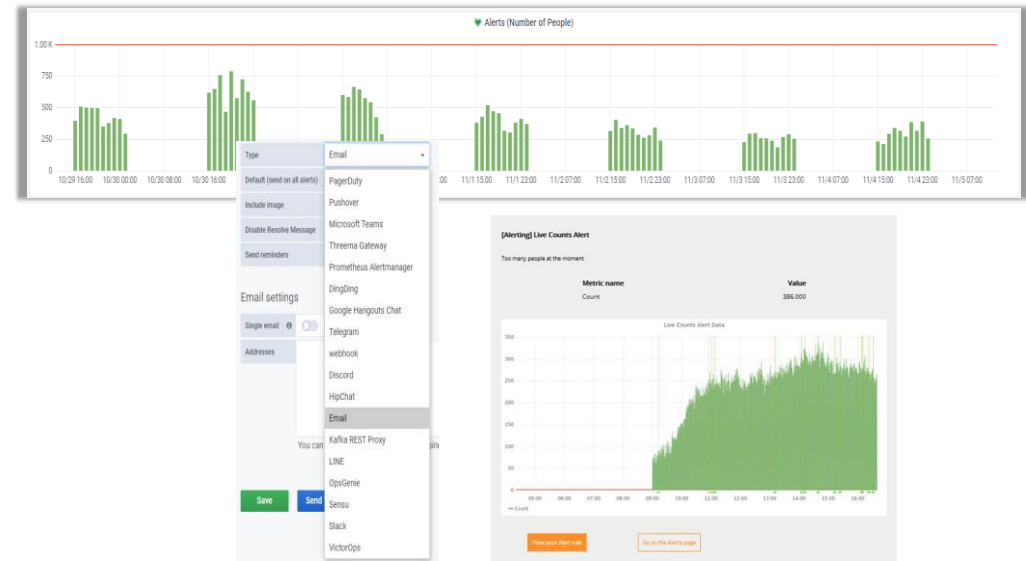 Alerts (Number of People)
1.00 K
750
500
250
0
10/29 16:00 10/30 00:00 10/30 08:00 10/30 16:00 :00 11/1 15:00 11/1 23:00 11/2 07:00 11/2 15:00 11/2 23:00 11/3 07:00 11/3 15:00 11/3 23:00 11/4 07:00 11/4 15:00 11/4 23:00 11/5 07:00
Type Email
Default (send on all alerts)
Include image
Disable Resolve Message
Send reminders
PagerDuty
Pushover
Microsoft Teams
Threema Gateway
Prometheus Alertmanager
DingDing
Google Hangouts Chat
Telegram
webhook
Discord
HipChat
Email
Kafka REST Proxy
LINE
OpsGenie
Sensu
Slack
VictorOps
Email settings
Single email
Addresses
You can
Save Send
[Alerting] Live Counts Alert
Too many people at the moment
Metric name Value
Count 386.000
Live Counts Alert Data
350
300
250
200
150
100
50
0
05:00 06:00 07:00 08:00 09:00 10:00 11:00 12:00 13:00 14:00 15:00 16:00
Count
View your Alert rule Go to the Alerts page